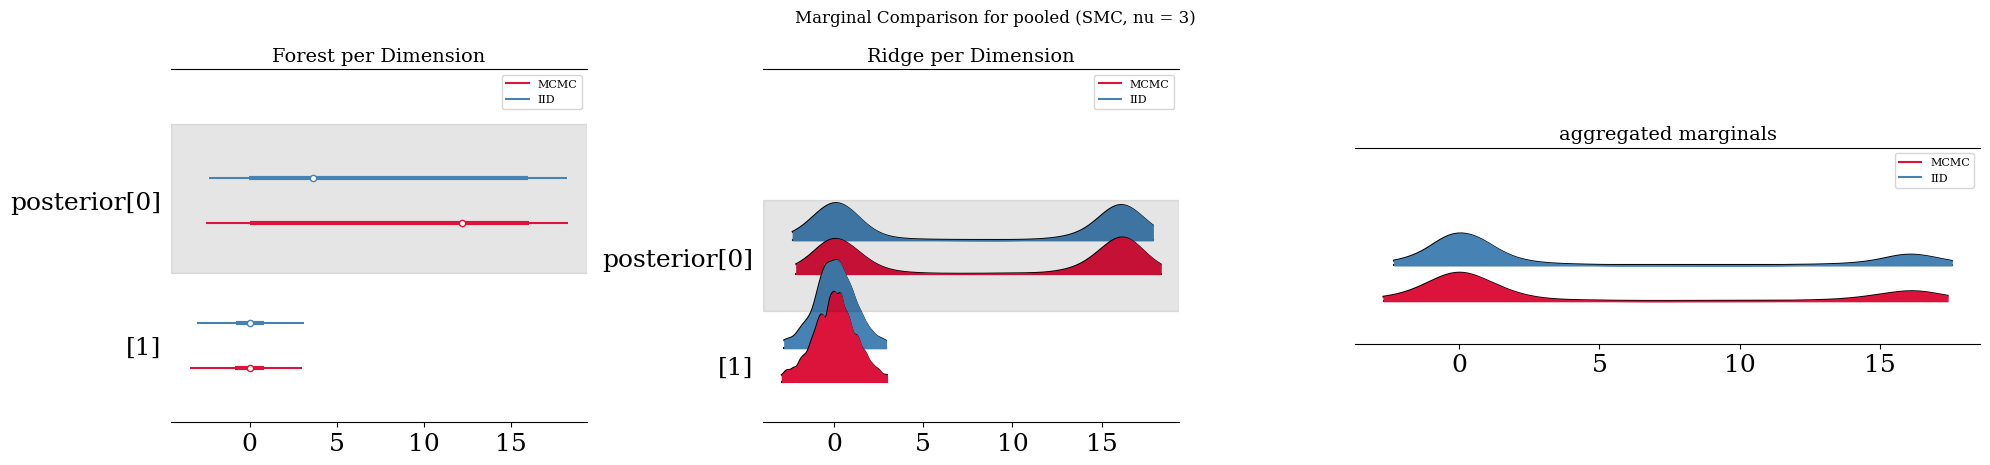 Marginal Comparison for pooled (SMC, nu = 3)
Forest per Dimension
MCMC
IID
posterior[0]
[1]
0 5 10 15
Ridge per Dimension
MCMC
IID
posterior[0]
[1]
0 5 10 15
aggregated marginals
MCMC
IID
0 5 10 15